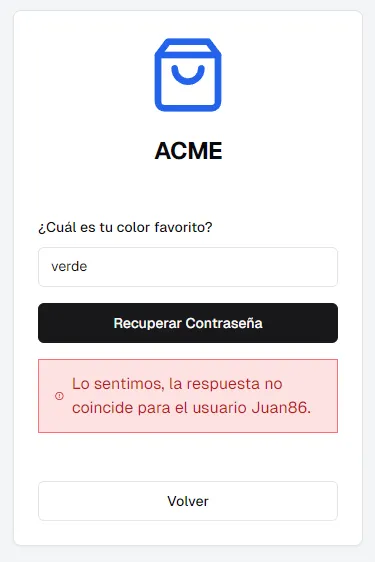 ACME
¿Cuál es tu color favorito?
verde
Recuperar Contraseña
Lo sentimos, la respuesta no
coincide para el usuario Juan86.
Volver